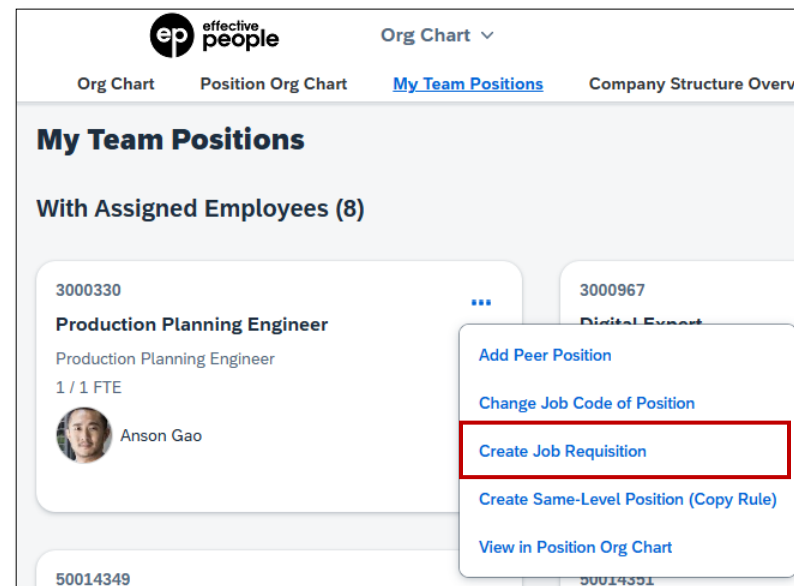 ep effective people Org Chart
Org Chart Position Org Chart My Team Positions Company Structure Overv
My Team Positions
With Assigned Employees (8)
3000330
Production Planning Engineer
Production Planning Engineer
1 / 1 FTE
Anson Gao
3000967
Digital Expert
Add Peer Position
Change Job Code of Position
Create Job Requisition
Create Same-Level Position (Copy Rule)
View in Position Org Chart
50014349
50014351